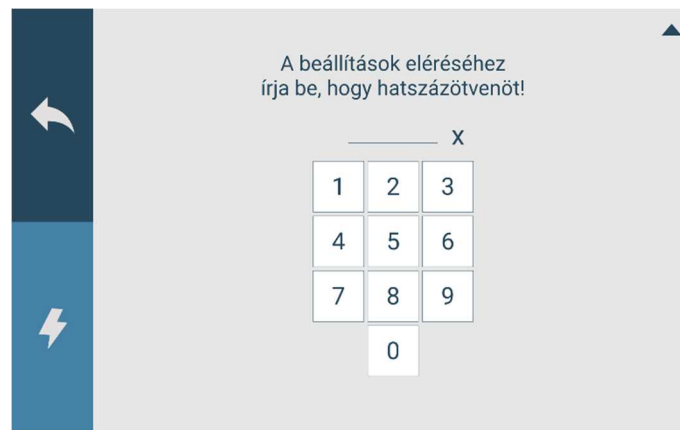 A beállítások eléréséhez
írja be, hogy hatszázötvenöt!
X
1 2 3
4 5 6
7 8 9
0